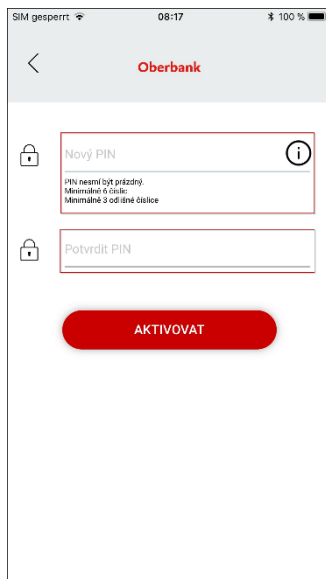 SIM gesperrt 08:17 100 %
Oberbank
Nový PIN
PIN nesmí být prázdný.
Minimálně 6 číslic
Minimálně 3 odlišné číslice
Potvrdit PIN
AKTIVOVAT